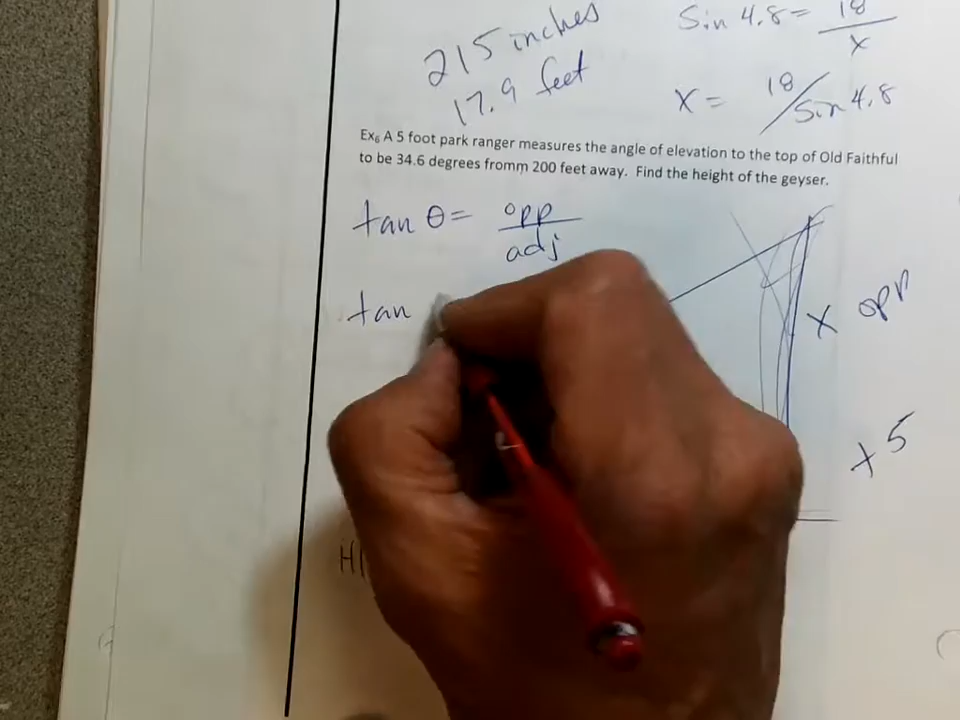 215 inches
17.9 feet
Sin 4.8 = 18/x
x = 18/Sin 4.8
Ex6 A 5 foot park ranger measures the angle of elevation to the top of Old Faithful
to be 34.6 degrees fromm 200 feet away. Find the height of the geyser.
tan θ = opp/adj
tan
x opp
+5